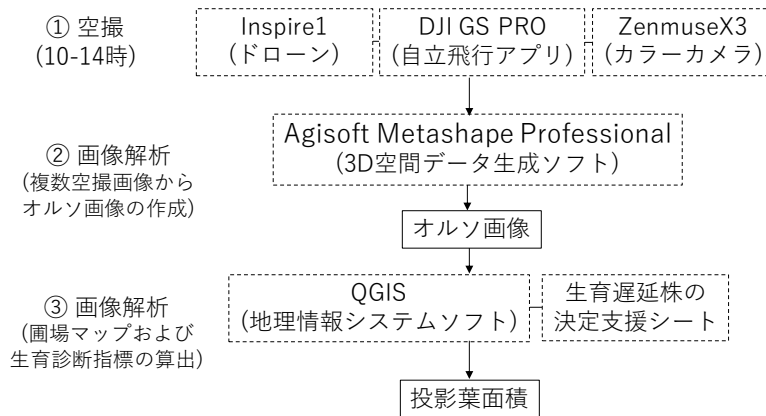 ① 空撮
(10-14時)
Inspire1
(ドローン)
DJI GS PRO
(自立飛行アプリ)
ZenmuseX3
(カラーカメラ)
② 画像解析
(複数空撮画像から
オルソ画像の作成)
Agisoft Metashape Professional
(3D空間データ生成ソフト)
オルソ画像
③ 画像解析
(圃場マップおよび
生育診断指標の算出)
QGIS
(地理情報システムソフト)
生育遅延株の
決定支援シート
投影葉面積